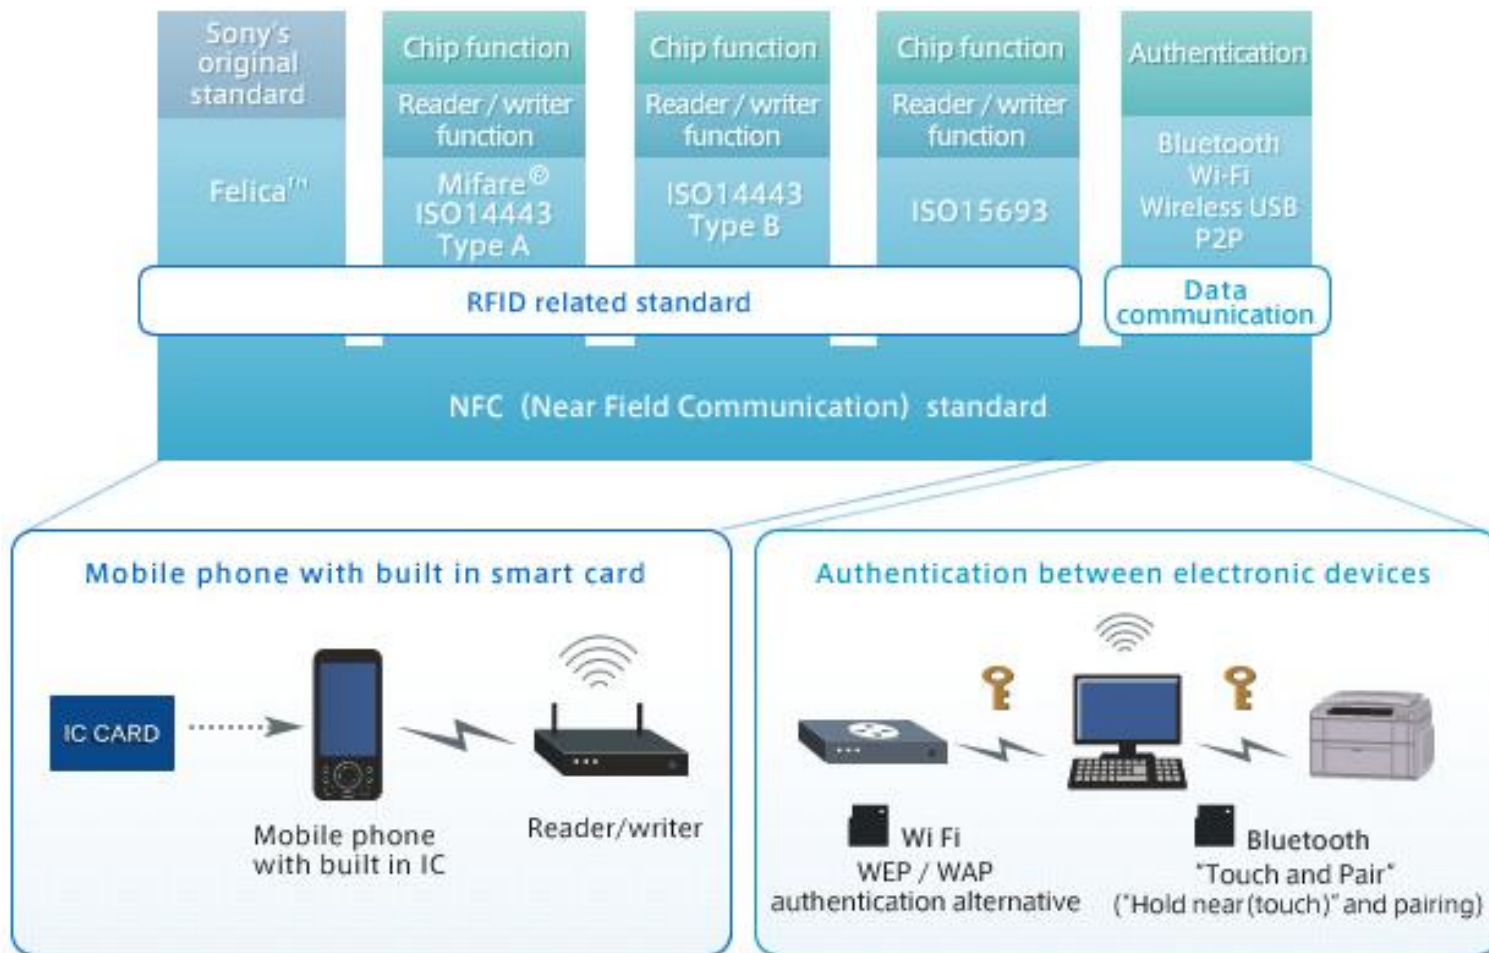 Sony's
original
standard
Felica™
Chip function
Reader / writer
function
Mifare®
ISO14443
Type A
Chip function
Reader / writer
function
ISO14443
Type B
Chip function
Reader / writer
function
ISO15693
Authentication
Bluetooth
Wi-Fi
Wireless USB
P2P
RFID related standard
Data
communication
NFC (Near Field Communication) standard
Mobile phone with built in smart card
IC CARD
Mobile phone
with built in IC
Reader/writer
Authentication between electronic devices
Wi Fi
WEP / WAP
authentication alternative
Bluetooth
"Touch and Pair"
("Hold near(touch)" and pairing)